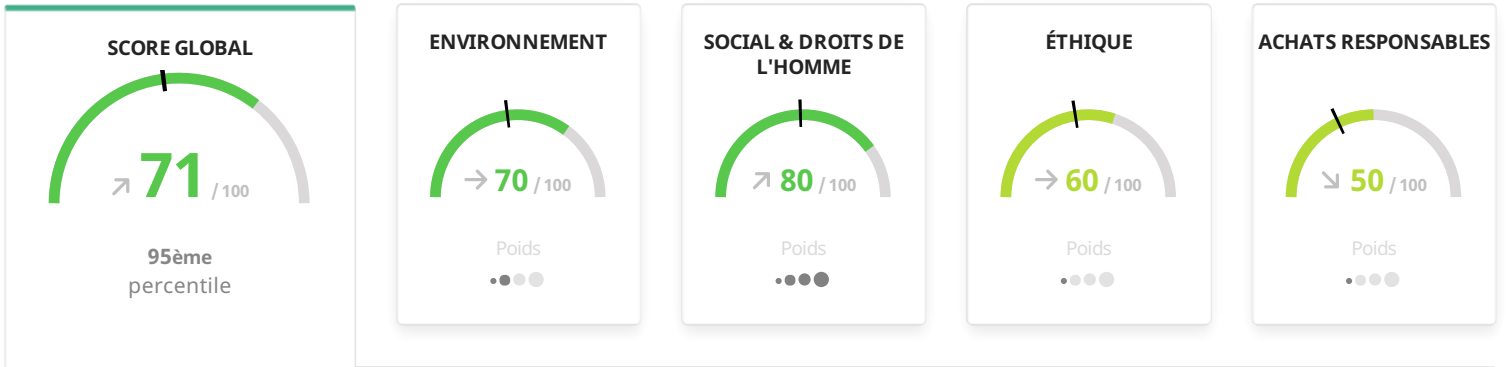 SCORE GLOBAL
71 / 100
95ème
percentile
ENVIRONNEMENT
70 / 100
Poids
SOCIAL & DROITS DE
L'HOMME
80 / 100
Poids
ÉTHIQUE
60 / 100
Poids
ACHATS RESPONSABLES
50 / 100
Poids